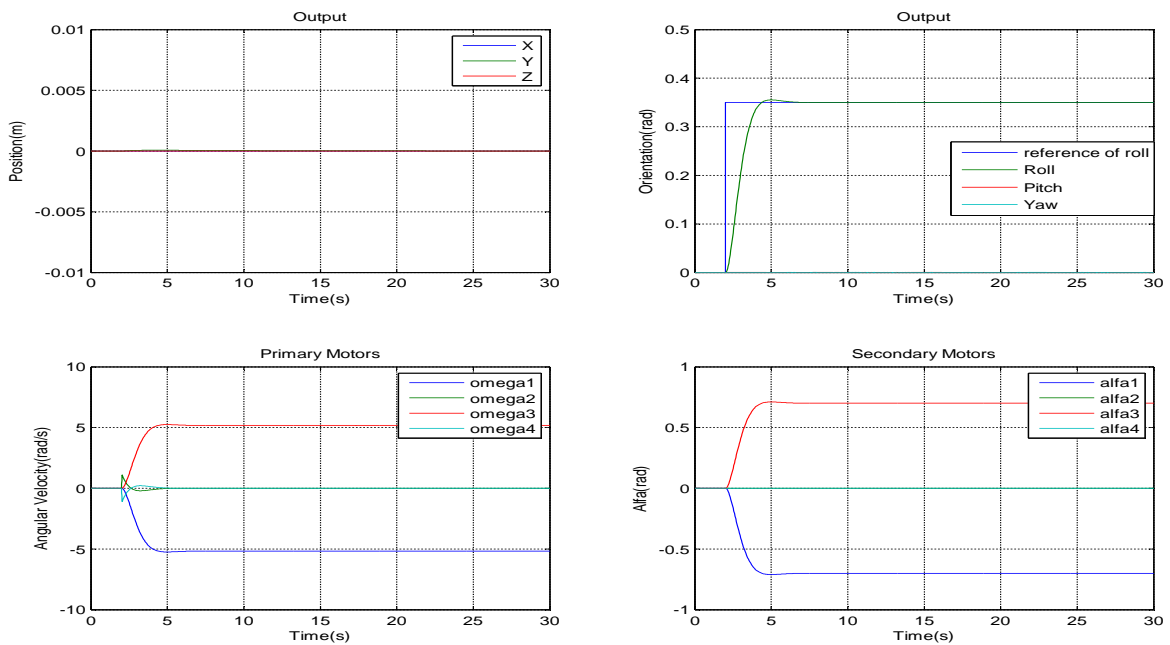 Output
0.01
0.005
0
-0.005
-0.01
Position(m)
X
Y
Z
0 5 10 15 20 25 30
Time(s)
Output
0.5
0.4
0.3
0.2
0.1
0
Orientation(rad)
reference of roll
Roll
Pitch
Yaw
0 5 10 15 20 25 30
Time(s)
Primary Motors
10
5
0
-5
-10
Angular Velocity(rad/s)
omega1
omega2
omega3
omega4
0 5 10 15 20 25 30
Time(s)
Secondary Motors
1
0.5
0
-0.5
-1
Alfa(rad)
alfa1
alfa2
alfa3
alfa4
0 5 10 15 20 25 30
Time(s)